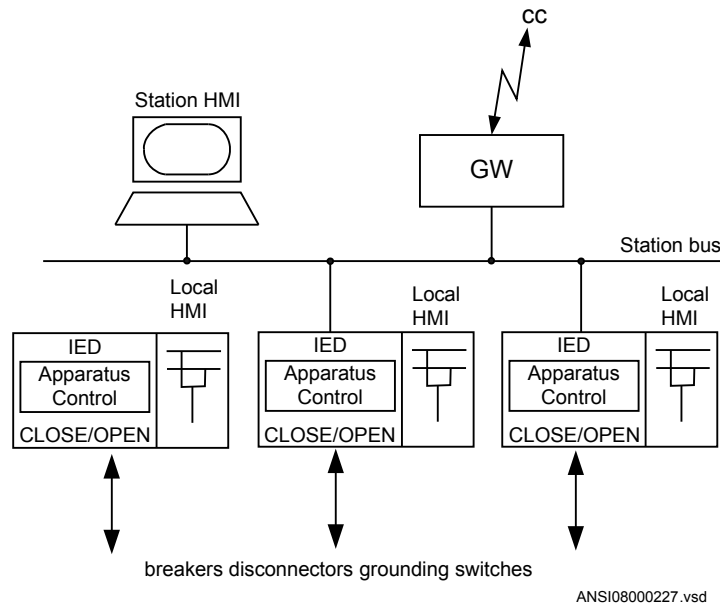 cc
Station HMI
GW
Station bus
Local
HMI
Local
HMI
Local
HMI
IED
Apparatus
Control
CLOSE/OPEN
IED
Apparatus
Control
CLOSE/OPEN
IED
Apparatus
Control
CLOSE/OPEN
breakers disconnectors grounding switches
ANSI08000227.vsd